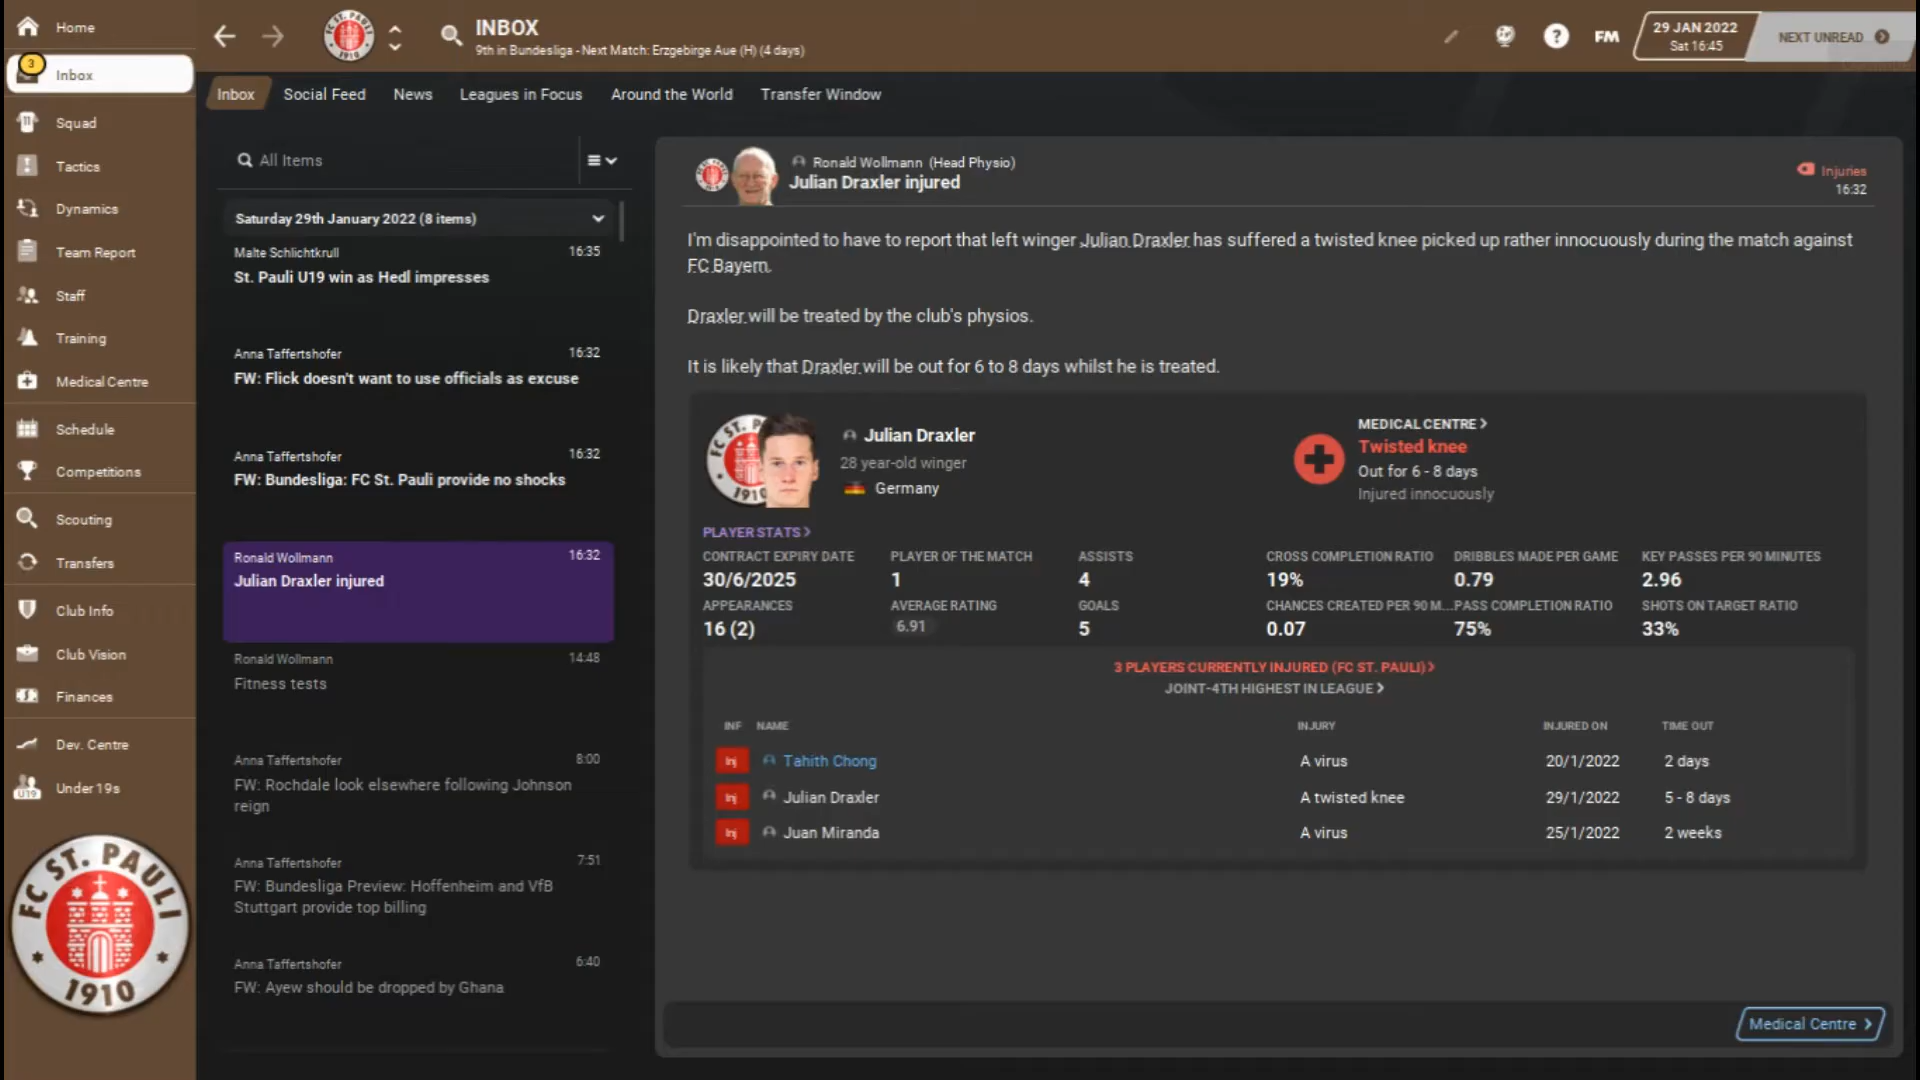 Home
3
Inbox
Squad
Tactics
Dynamics
Team Report
Staff
Training
Medical Centre
Schedule
Competitions
Scouting
Transfers
Club Info
Club Vision
Finances
Dev. Centre
U19
Under 19s
FC ST. PAULI
1910
FC ST. PAULI
1910
INBOX
9th in Bundesliga - Next Match: Erzgebirge Aue (H) (4 days)
?
FM
29 JAN 2022
Sat 16:45
NEXT UNREAD
Inbox
Social Feed
News
Leagues in Focus
Around the World
Transfer Window
All Items
Saturday 29th January 2022 (8 items)
Malte Schlichtkrull
16:35
St. Pauli U19 win as Hedl impresses
Anna Taffertshofer
16:32
FW: Flick doesn't want to use officials as excuse
Anna Taffertshofer
16:32
FW: Bundesliga: FC St. Pauli provide no shocks
Ronald Wollmann
16:32
Julian Draxler injured
Ronald Wollmann
14:48
Fitness tests
Anna Taffertshofer
8:00
FW: Rochdale look elsewhere following Johnson
reign
Anna Taffertshofer
7:51
FW: Bundesliga Preview: Hoffenheim and VfB
Stuttgart provide top billing
Anna Taffertshofer
6:40
FW: Ayew should be dropped by Ghana
Ronald Wollmann (Head Physio)
Julian Draxler injured
Injuries
16:32
I'm disappointed to have to report that left winger Julian Draxler has suffered a twisted knee picked up rather innocuously during the match against
FC Bayern.
Draxler will be treated by the club's physios.
It is likely that Draxler will be out for 6 to 8 days whilst he is treated.
FC ST. P
1910
Julian Draxler
28 year-old winger
Germany
MEDICAL CENTRE
Twisted knee
Out for 6 - 8 days
Injured innocuously
PLAYER STATS
CONTRACT EXPIRY DATE
PLAYER OF THE MATCH
ASSISTS
CROSS COMPLETION RATIO
DRIBBLES MADE PER GAME
KEY PASSES PER 90 MINUTES
30/6/2025
1
4
19%
0.79
2.96
APPEARANCES
AVERAGE RATING
GOALS
CHANCES CREATED PER 90 M...
PASS COMPLETION RATIO
SHOTS ON TARGET RATIO
16 (2)
6.91
5
0.07
75%
33%
3 PLAYERS CURRENTLY INJURED (FC ST. PAULI)
JOINT-4TH HIGHEST IN LEAGUE
INF
NAME
INJURY
INJURED ON
TIME OUT
Inj
Tahith Chong
A virus
20/1/2022
2 days
Inj
Julian Draxler
A twisted knee
29/1/2022
5 - 8 days
Inj
Juan Miranda
A virus
25/1/2022
2 weeks
Medical Centre